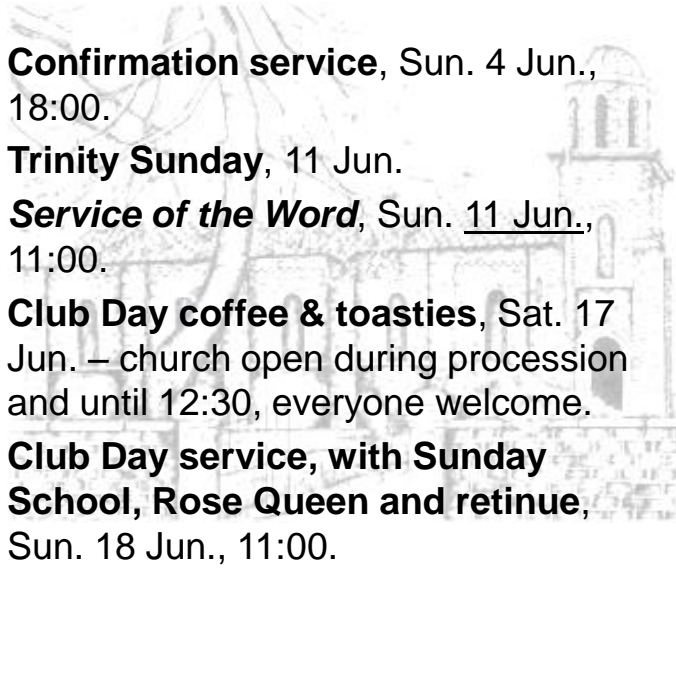 Confirmation service, Sun. 4 Jun.,
18:00.
Trinity Sunday, 11 Jun.
Service of the Word, Sun. 11 Jun.,
11:00.
Club Day coffee & toasties, Sat. 17
Jun. – church open during procession
and until 12:30, everyone welcome.
Club Day service, with Sunday
School, Rose Queen and retinue,
Sun. 18 Jun., 11:00.